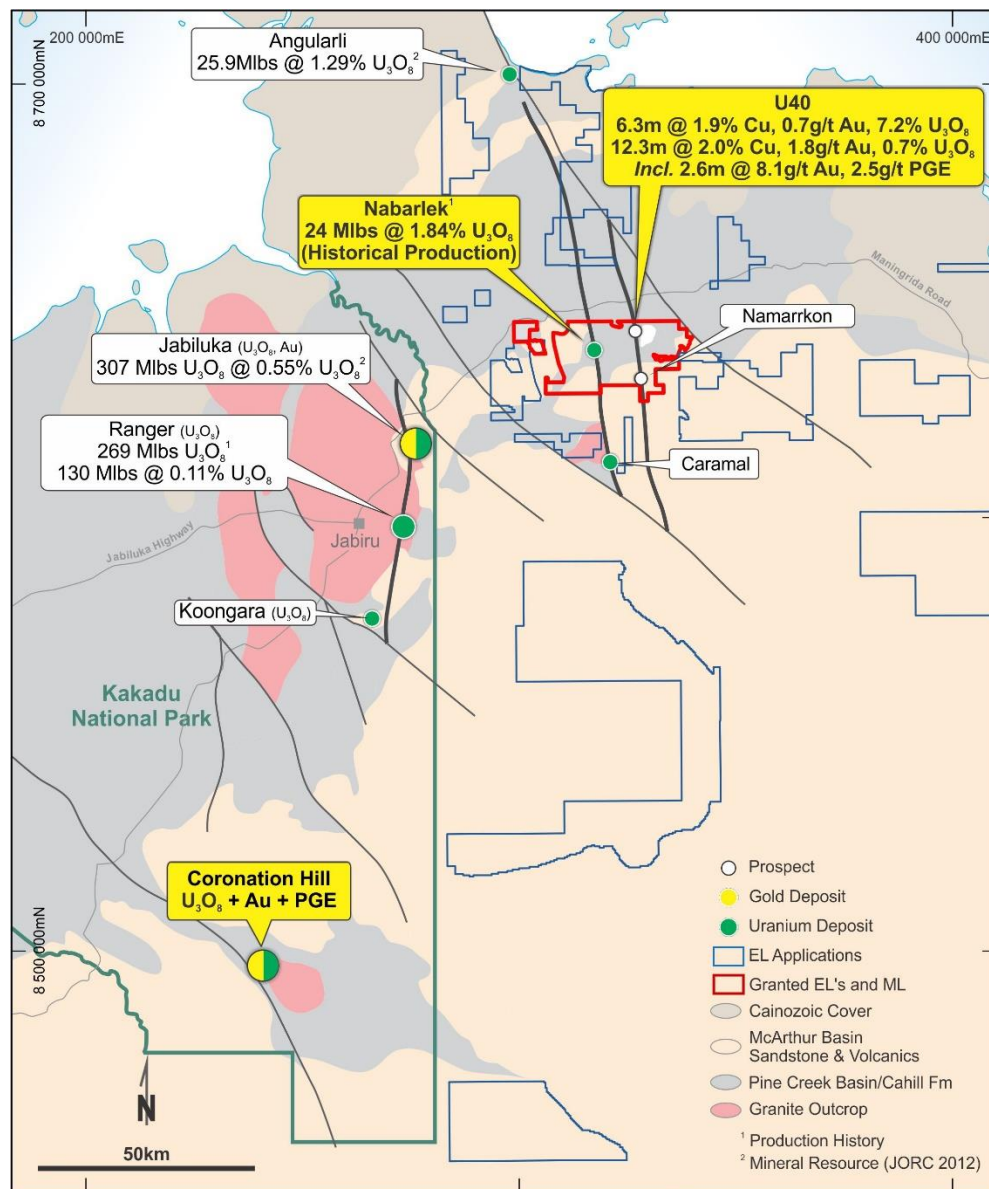 200 000mE
400 000mE
8 700 000mN
8 500 000mN
Angularli
25.9Mlbs @ 1.29% U₃O₈²
U40
6.3m @ 1.9% Cu, 0.7g/t Au, 7.2% U₃O₈
12.3m @ 2.0% Cu, 1.8g/t Au, 0.7% U₃O₈
Incl. 2.6m @ 8.1g/t Au, 2.5g/t PGE
Nabarlek¹
24 Mlbs @ 1.84% U₃O₈
(Historical Production)
Maningrida Road
Namarrkon
Jabiluka (U₃O₈, Au)
307 Mlbs U₃O₈ @ 0.55% U₃O₈²
Ranger (U₃O₈)
269 Mlbs U₃O₈¹
130 Mlbs @ 0.11% U₃O₈
Caramal
Jabiru
Jabiluka Highway
Koongara (U₃O₈)
Kakadu
National Park
Coronation Hill
U₃O₈ + Au + PGE
N
50km
Prospect
Gold Deposit
Uranium Deposit
EL Applications
Granted EL's and ML
Cainozoic Cover
McArthur Basin
Sandstone & Volcanics
Pine Creek Basin/Cahill Fm
Granite Outcrop
¹ Production History
² Mineral Resource (JORC 2012)